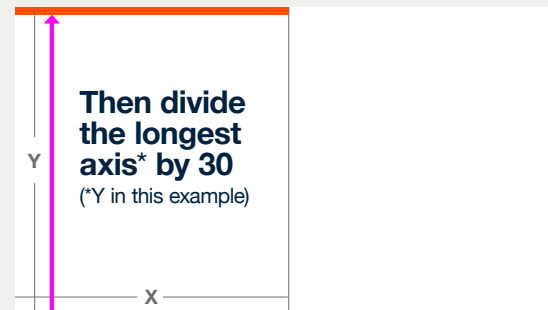 Then divide
the longest
axis* by 30
(*Y in this example)
Y
X